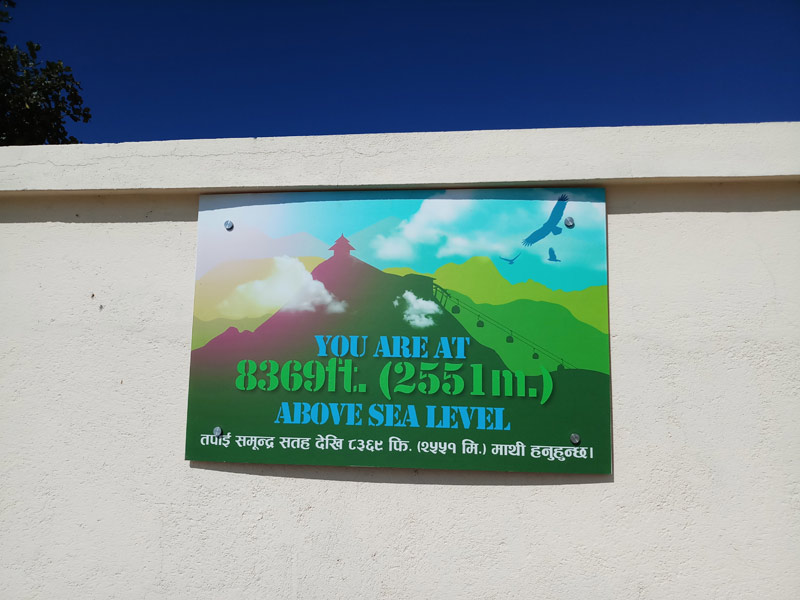 YOU ARE AT
8369ft. (2551m.)
ABOVE SEA LEVEL
तपाई समून्द्र सतह देखि ८३६९ फि. (२५५१ मि.) माथी हनुहुन्छ।